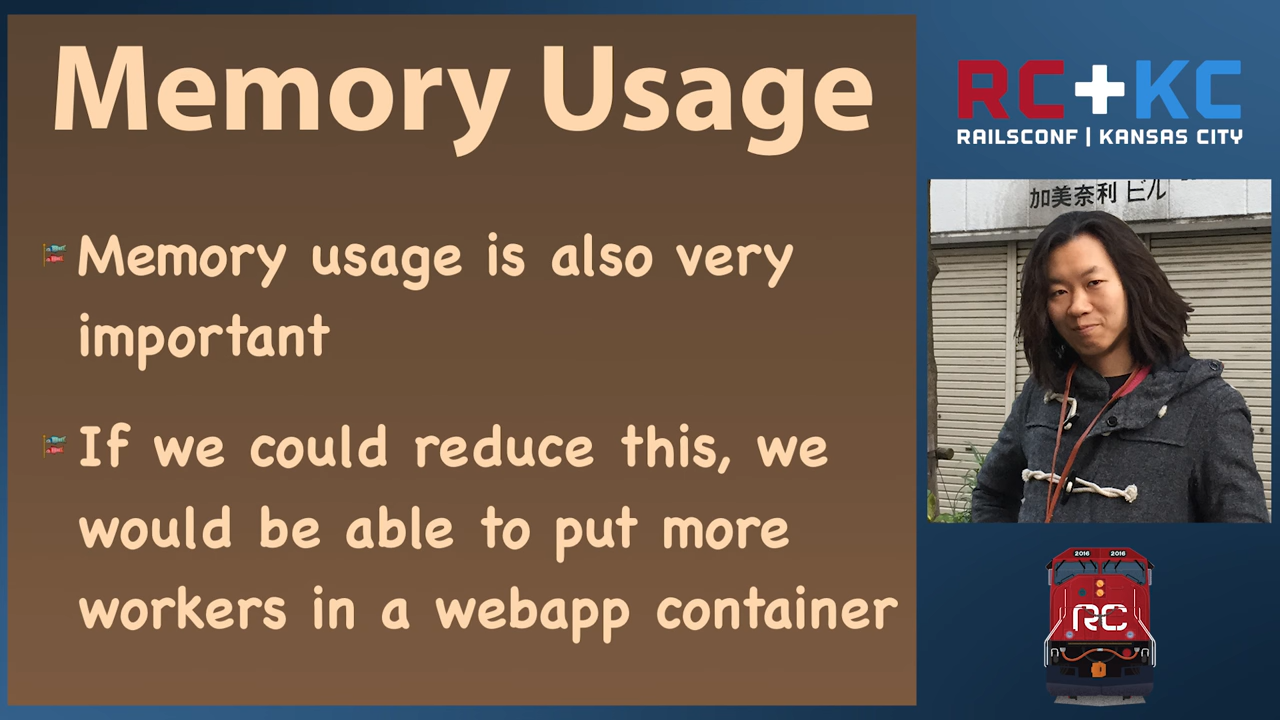 Memory Usage
Memory usage is also very
important
If we could reduce this, we
would be able to put more
workers in a webapp container
RC+KC
RAILSCONF | KANSAS CITY
加美奈利 ビル
2016 2016
RC